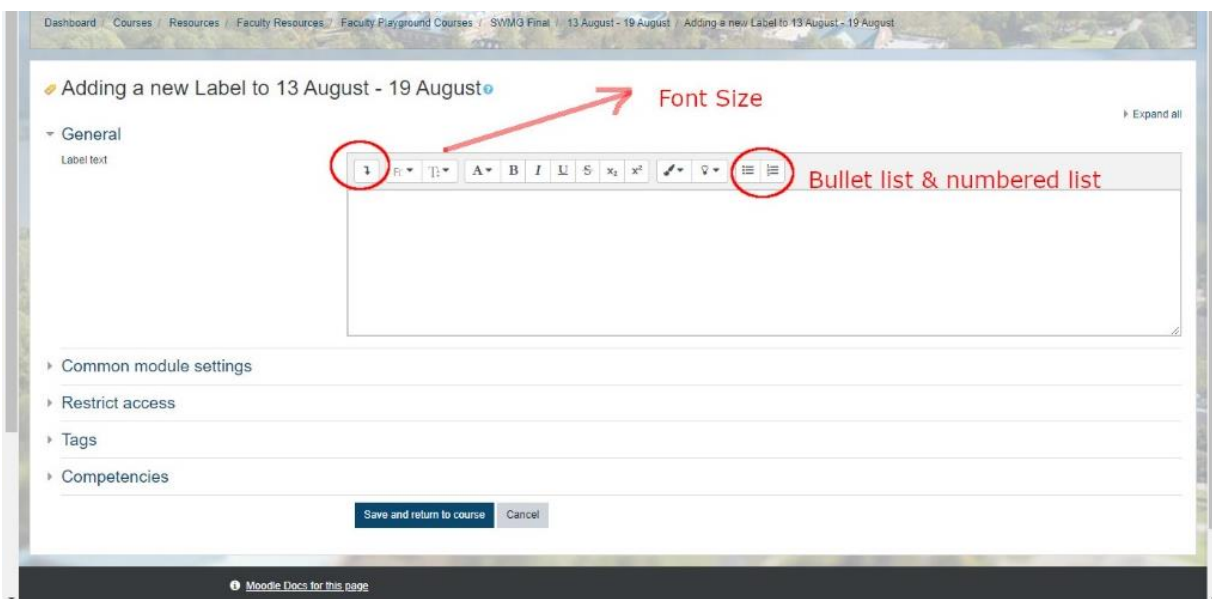 Dashboard / Courses / Resources / Faculty Resources / Faculty Playground Courses / SWMG Final / 13 August - 19 August / Adding a new Label to 13 August - 19 August
Adding a new Label to 13 August - 19 August
Font Size
Expand all
General
Label text
A B I U S x₂ x²
Bullet list & numbered list
Common module settings
Restrict access
Tags
Competencies
Save and return to course Cancel
Moodle Docs for this page